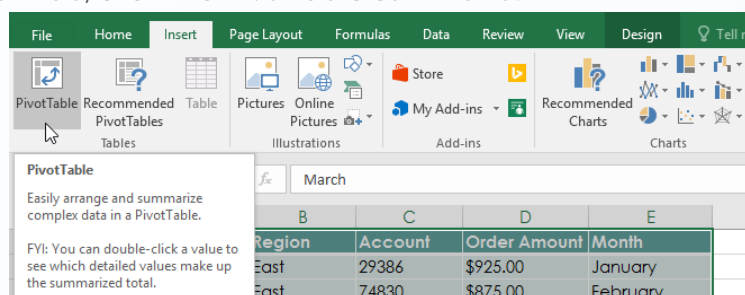 File Home Insert Page Layout Formulas Data Review View Design Tell
PivotTable Recommended PivotTables Table
Tables
Pictures Online Pictures
Illustrations
Store
My Add-ins
Add-ins
Recommended Charts
Charts
PivotTable
Easily arrange and summarize
complex data in a PivotTable.
FYI: You can double-click a value to
see which detailed values make up
the summarized total.
fx March
B C D E
Region Account Order Amount Month
East 29386 $925.00 January
East 74830 $875.00 February